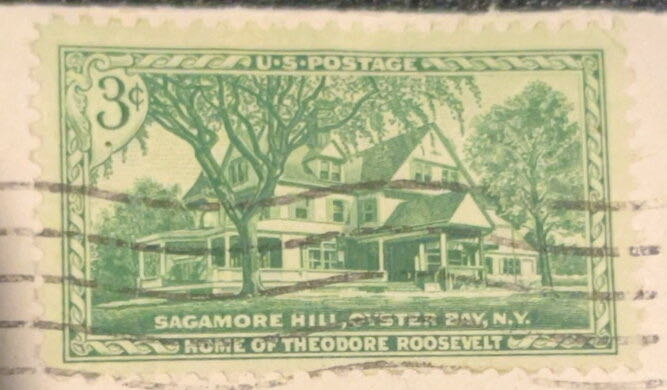 U·S·POSTAGE
3¢
SAGAMORE HILL, OYSTER BAY, N.Y.
HOME OF THEODORE ROOSEVELT